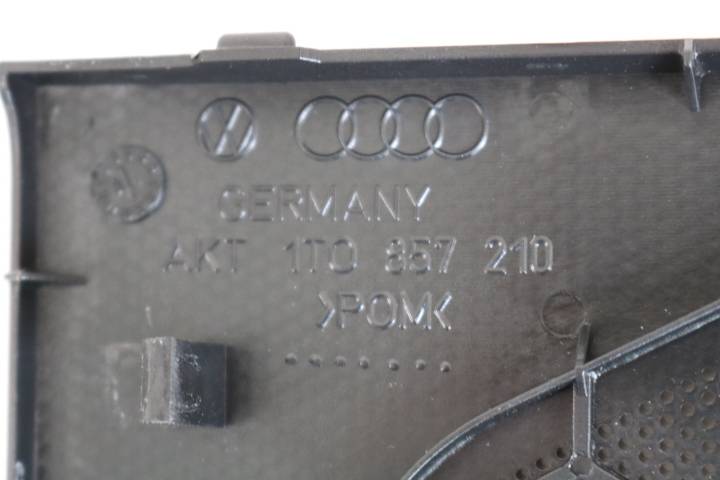 GERMANY
AKT 1T0 857 210
>POM<